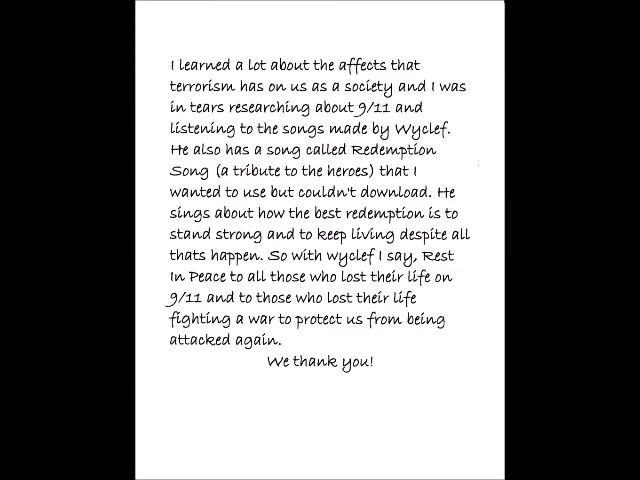 I learned a lot about the affects that
terrorism has on us as a society and I was
in tears researching about 9/11 and
listening to the songs made by Wyclef.
He also has a song called Redemption
Song (a tribute to the heroes) that I
wanted to use but couldn't download. He
sings about how the best redemption is to
stand strong and to keep living despite all
thats happen. So with wyclef I say, Rest
In Peace to all those who lost their life on
9/11 and to those who lost their life
fighting a war to protect us from being
attacked again.
We thank you!